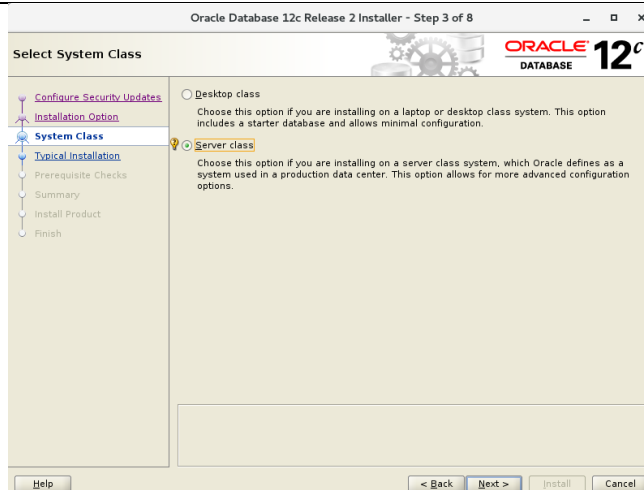 Oracle Database 12c Release 2 Installer - Step 3 of 8
Select System Class
ORACLE
DATABASE
12c
Configure Security Updates
Installation Option
System Class
Typical Installation
Prerequisite Checks
Summary
Install Product
Finish
Desktop class
Choose this option if you are installing on a laptop or desktop class system. This option
includes a starter database and allows minimal configuration.
Server class
Choose this option if you are installing on a server class system, which Oracle defines as a
system used in a production data center. This option allows for more advanced configuration
options.
Help
< Back
Next >
Install
Cancel